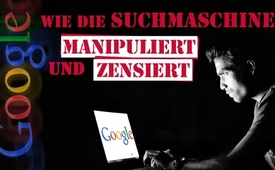 WIE DIE SUCHMASCHINE
MANIPULIERT
UND ZENSIERT
Google
Google